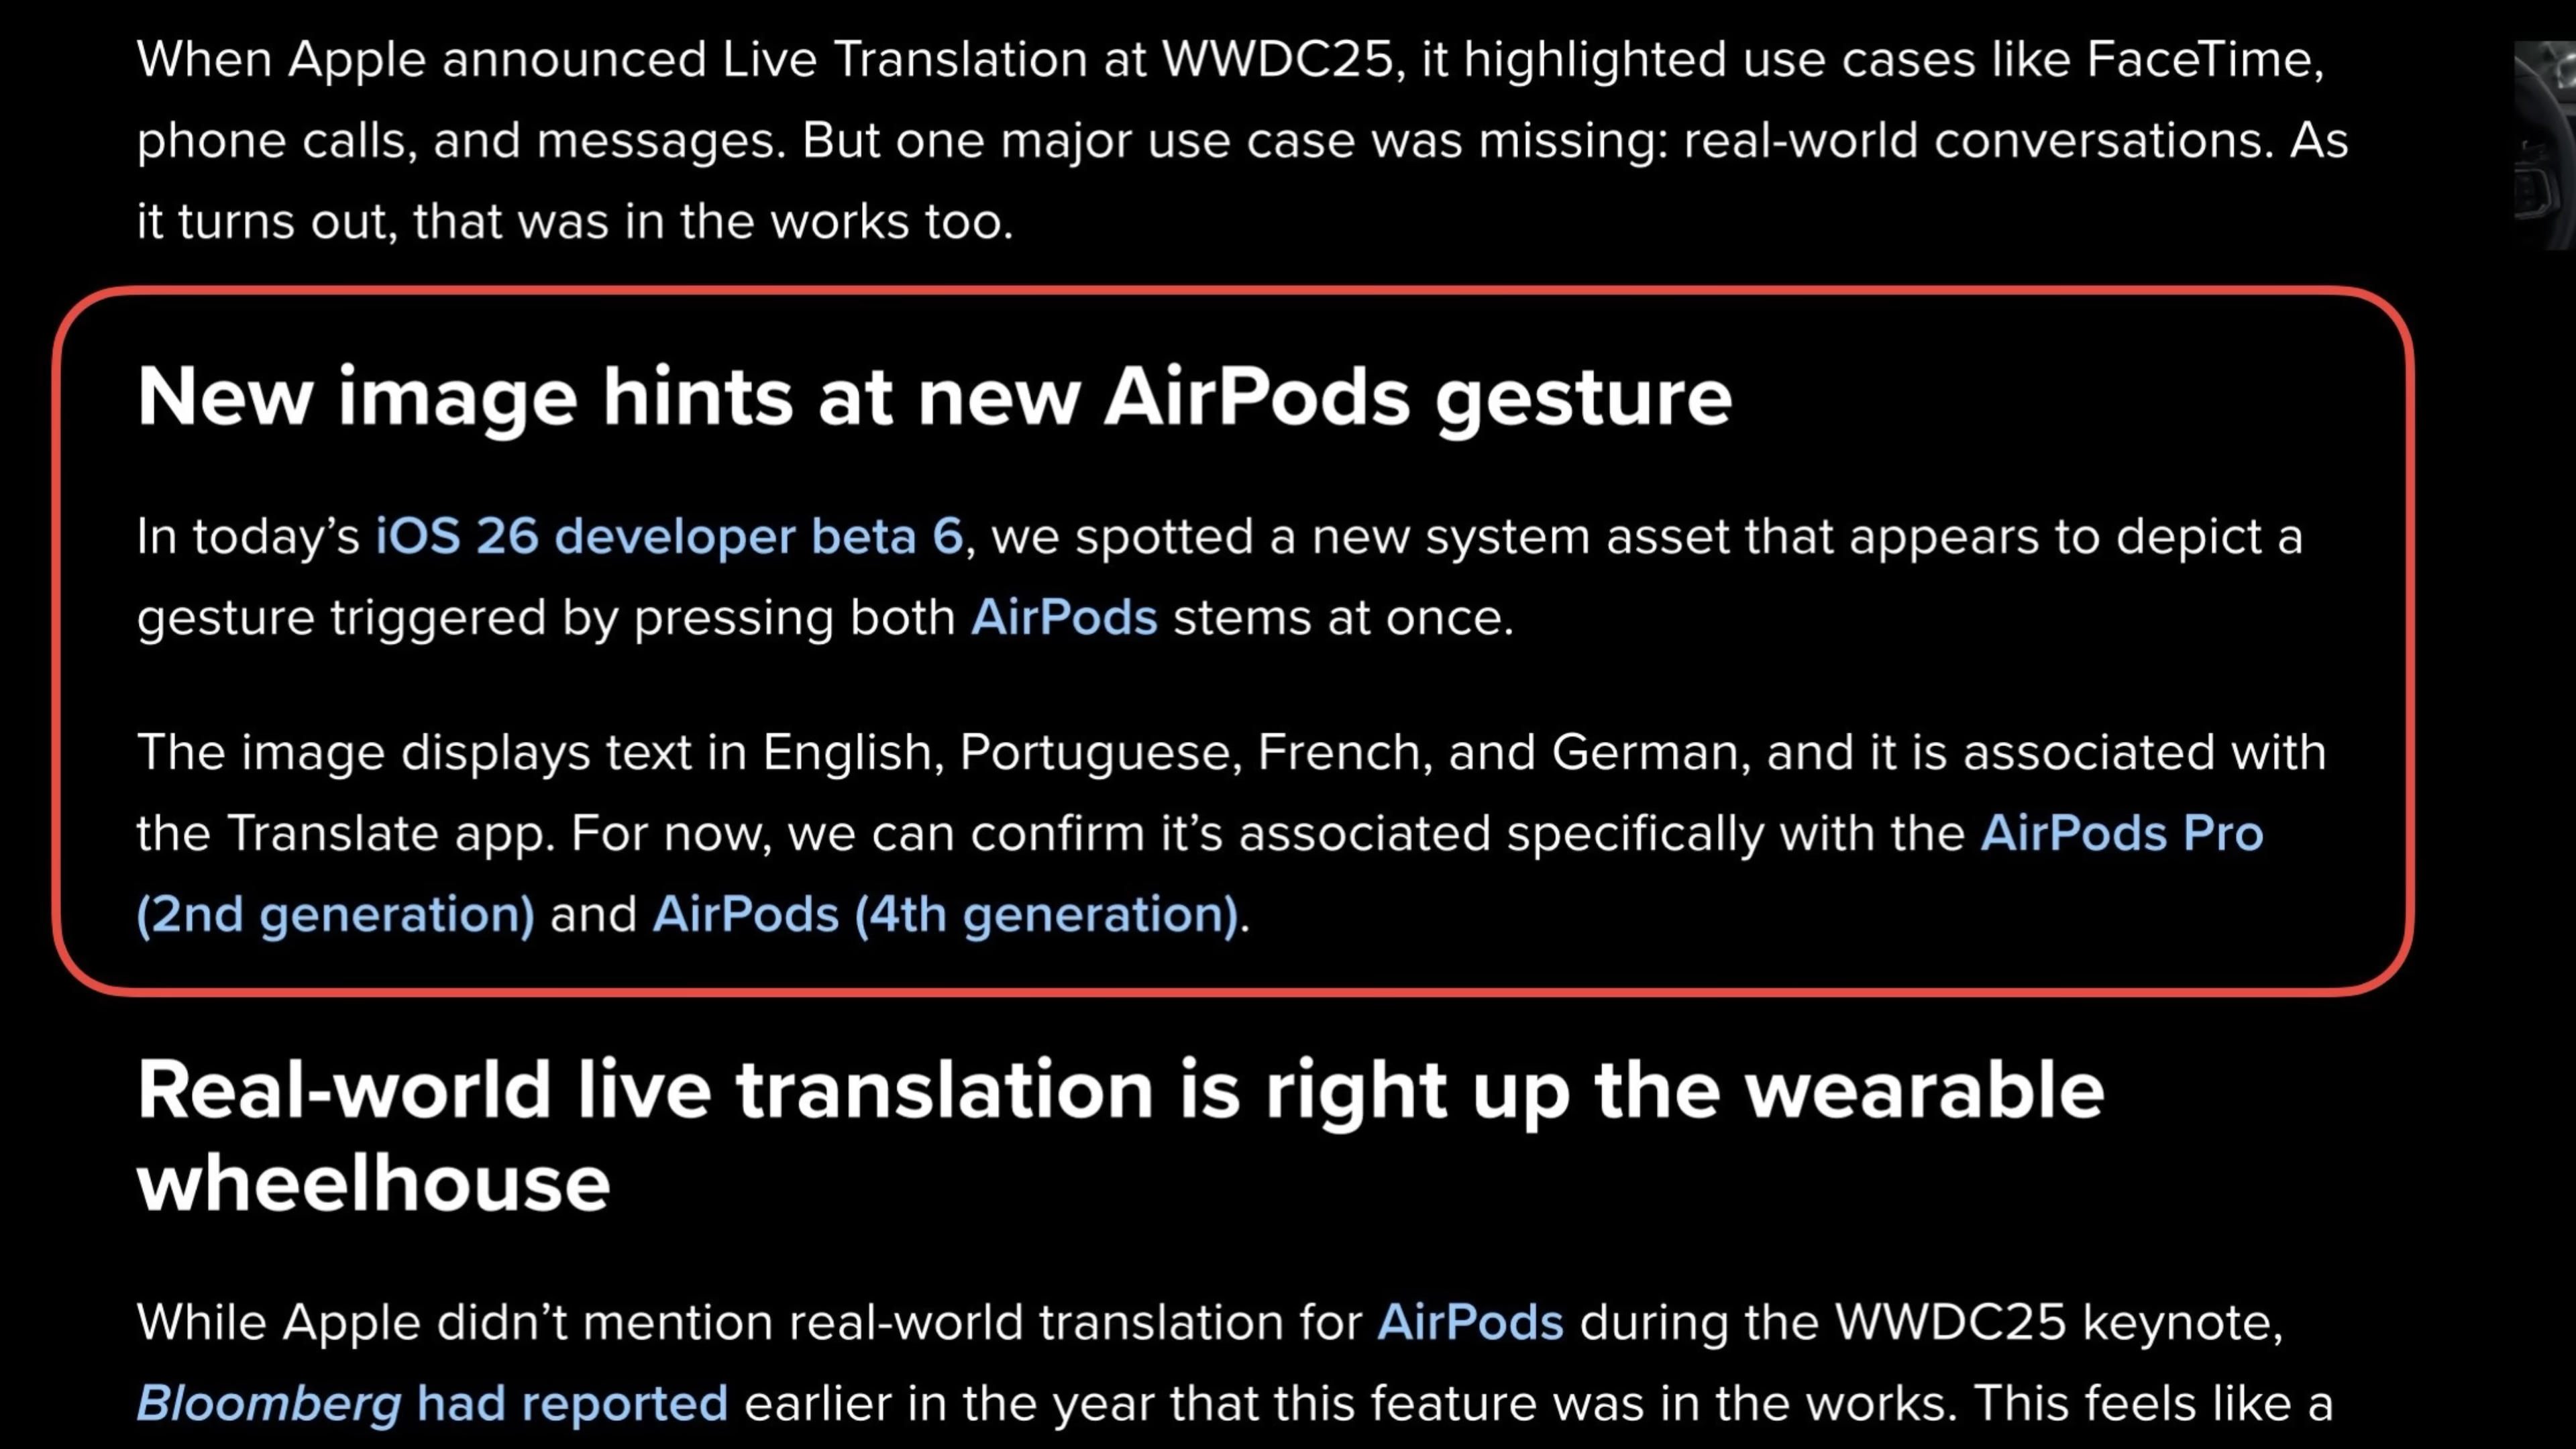 When Apple announced Live Translation at WWDC25, it highlighted use cases like FaceTime,
phone calls, and messages. But one major use case was missing: real-world conversations. As
it turns out, that was in the works too.
New image hints at new AirPods gesture
In today’s iOS 26 developer beta 6, we spotted a new system asset that appears to depict a
gesture triggered by pressing both AirPods stems at once.
The image displays text in English, Portuguese, French, and German, and it is associated with
the Translate app. For now, we can confirm it’s associated specifically with the AirPods Pro
(2nd generation) and AirPods (4th generation).
Real-world live translation is right up the wearable
wheelhouse
While Apple didn’t mention real-world translation for AirPods during the WWDC25 keynote,
Bloomberg had reported earlier in the year that this feature was in the works. This feels like a